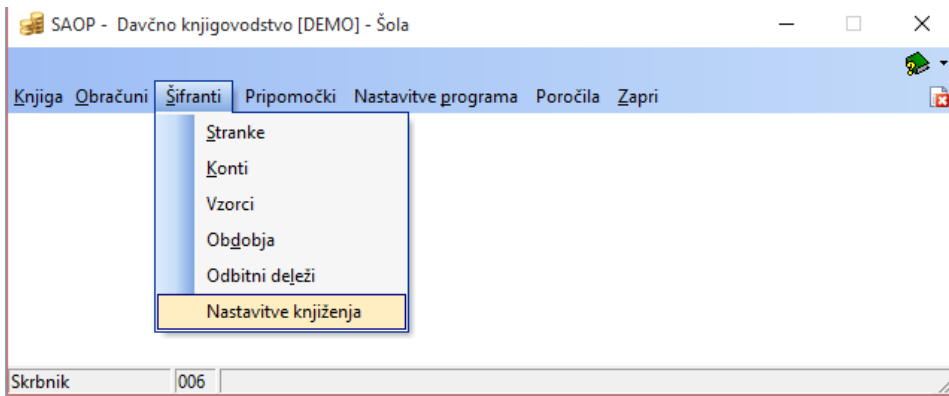 SAOP - Davčno knjigovodstvo [DEMO] - Šola
Knjiga Obračuni Šifranti Pripomočki Nastavitve programa Poročila Zapri
Stranke
Konti
Vzorci
Obdobja
Odbitni deleži
Nastavitve knjiženja
Skrbnik 006